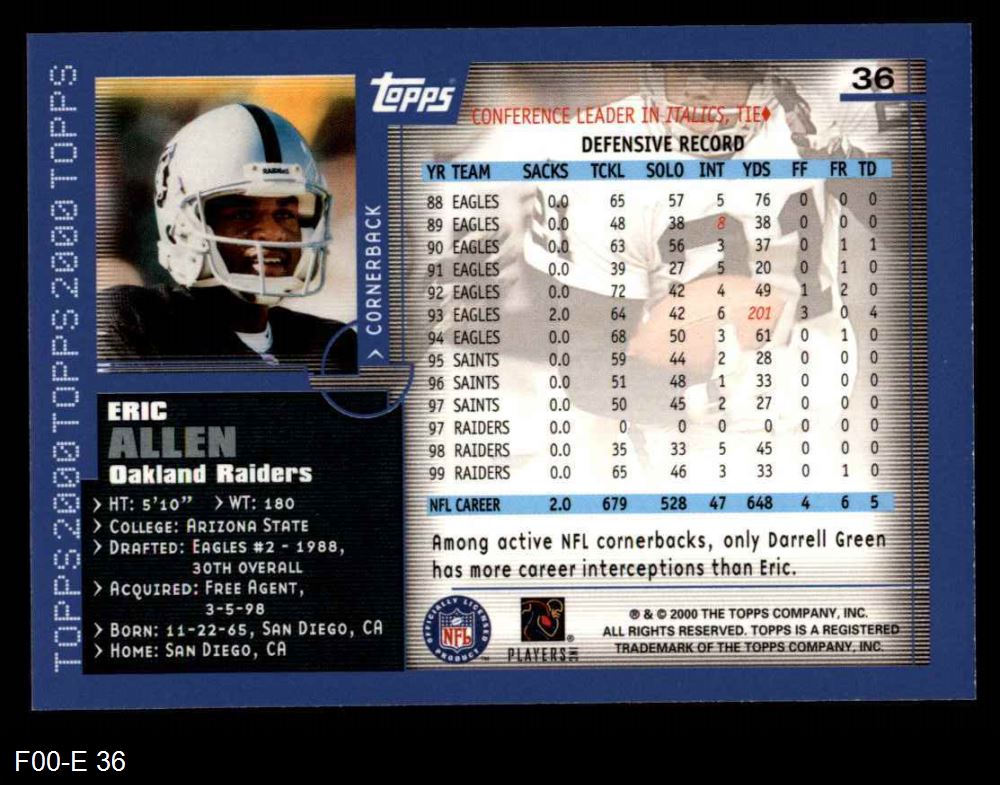 TOPPS 2000 TOPPS 2000 TOPPS 2000 TOPPS
RAIDERS
> CORNERBACK
ERIC
ALLEN
Oakland Raiders
> HT: 5'10" > WT: 180
> COLLEGE: ARIZONA STATE
> DRAFTED: EAGLES #2 - 1988,
30TH OVERALL
> ACQUIRED: FREE AGENT,
3-5-98
> BORN: 11-22-65, SAN DIEGO, CA
> HOME: SAN DIEGO, CA
TOPPS
36
CONFERENCE LEADER IN ITALICS, TIE♦
DEFENSIVE RECORD
YR TEAM SACKS TCKL SOLO INT YDS FF FR TD
88 EAGLES 0.0 65 57 5 76 0 0 0
89 EAGLES 0.0 48 38 8 38 0 0 0
90 EAGLES 0.0 63 56 3 37 0 1 1
91 EAGLES 0.0 39 27 5 20 0 1 0
92 EAGLES 0.0 72 42 4 49 1 2 0
93 EAGLES 2.0 64 42 6 201 3 0 4
94 EAGLES 0.0 68 50 3 61 0 1 0
95 SAINTS 0.0 59 44 2 28 0 0 0
96 SAINTS 0.0 51 48 1 33 0 0 0
97 SAINTS 0.0 50 45 2 27 0 0 0
97 RAIDERS 0.0 0 0 0 0 0 0 0
98 RAIDERS 0.0 35 33 5 45 0 0 0
99 RAIDERS 0.0 65 46 3 33 0 1 0
NFL CAREER 2.0 679 528 47 648 4 6 5
Among active NFL cornerbacks, only Darrell Green
has more career interceptions than Eric.
OFFICIALLY LICENSED PRODUCT
NFL
™
PLAYERS INC
®
® & © 2000 THE TOPPS COMPANY, INC.
ALL RIGHTS RESERVED. TOPPS IS A REGISTERED
TRADEMARK OF THE TOPPS COMPANY, INC.
F00-E 36